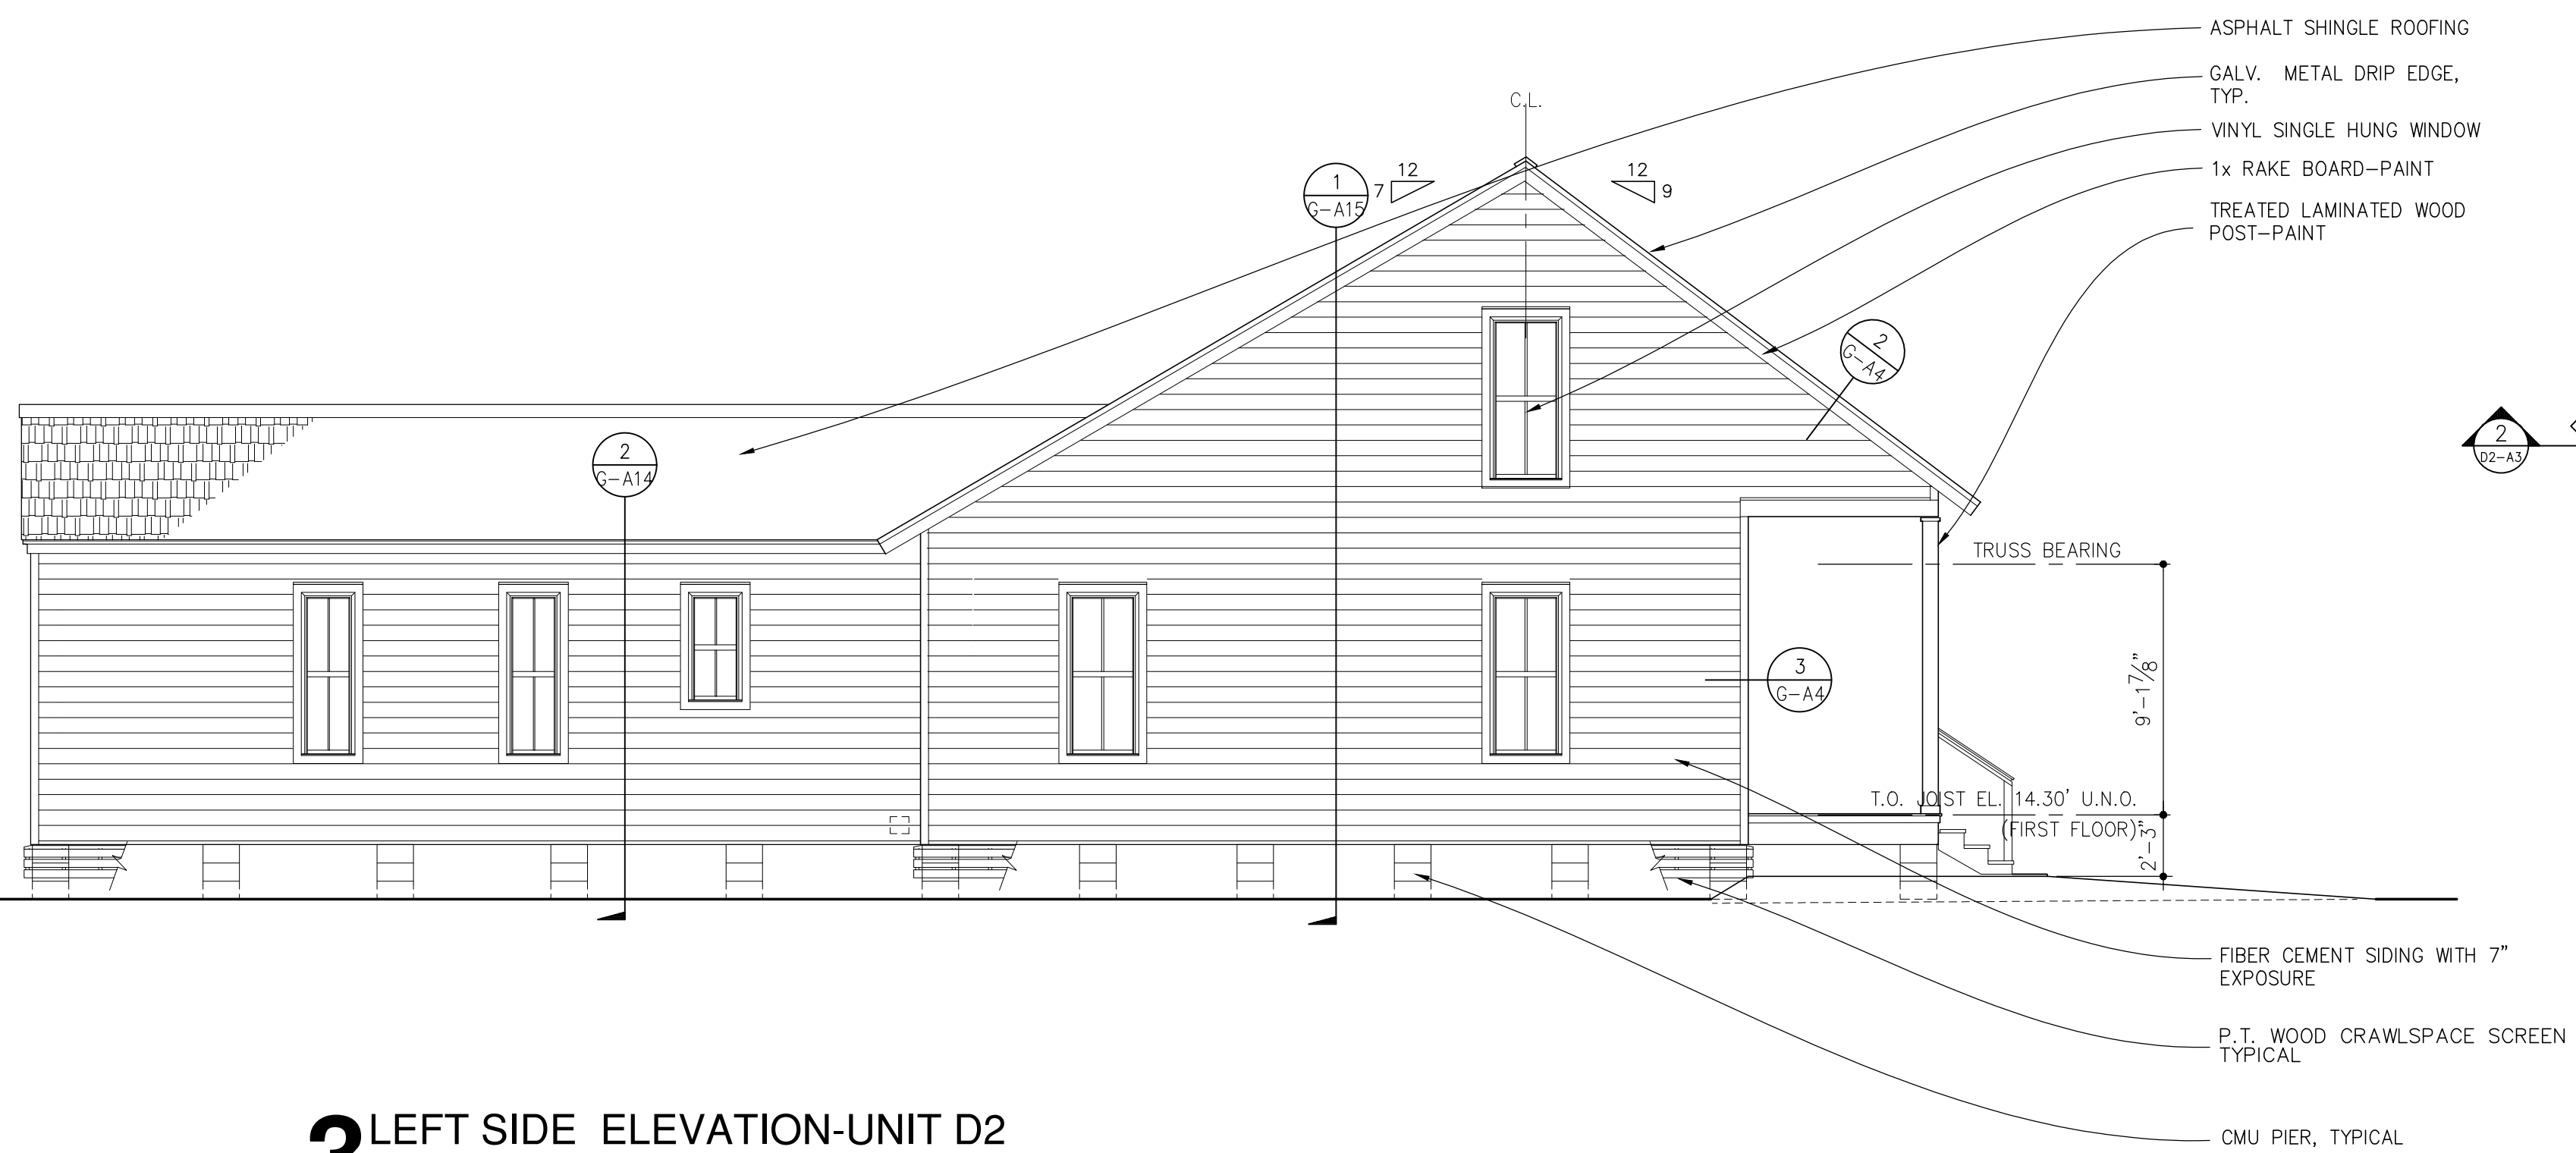 ASPHALT SHINGLE ROOFING
GALV. METAL DRIP EDGE,
TYP.
VINYL SINGLE HUNG WINDOW
1x RAKE BOARD-PAINT
TREATED LAMINATED WOOD
POST-PAINT
C.L.
1
G-A15
12
7
12
9
2
G-A4
2
D2-A3
2
G-A14
TRUSS BEARING
3
G-A4
9'-1 7/8"
T.O. JOIST EL. 14.30' U.N.O.
(FIRST FLOOR)
2'-3"
FIBER CEMENT SIDING WITH 7"
EXPOSURE
P.T. WOOD CRAWLSPACE SCREEN
TYPICAL
CMU PIER, TYPICAL
LEFT SIDE ELEVATION-UNIT D2